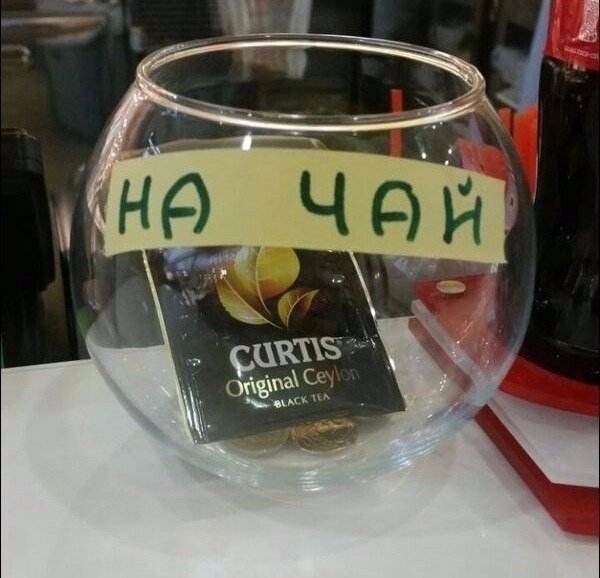 НА ЧАЙ
CURTIS
Original Ceylon
BLACK TEA